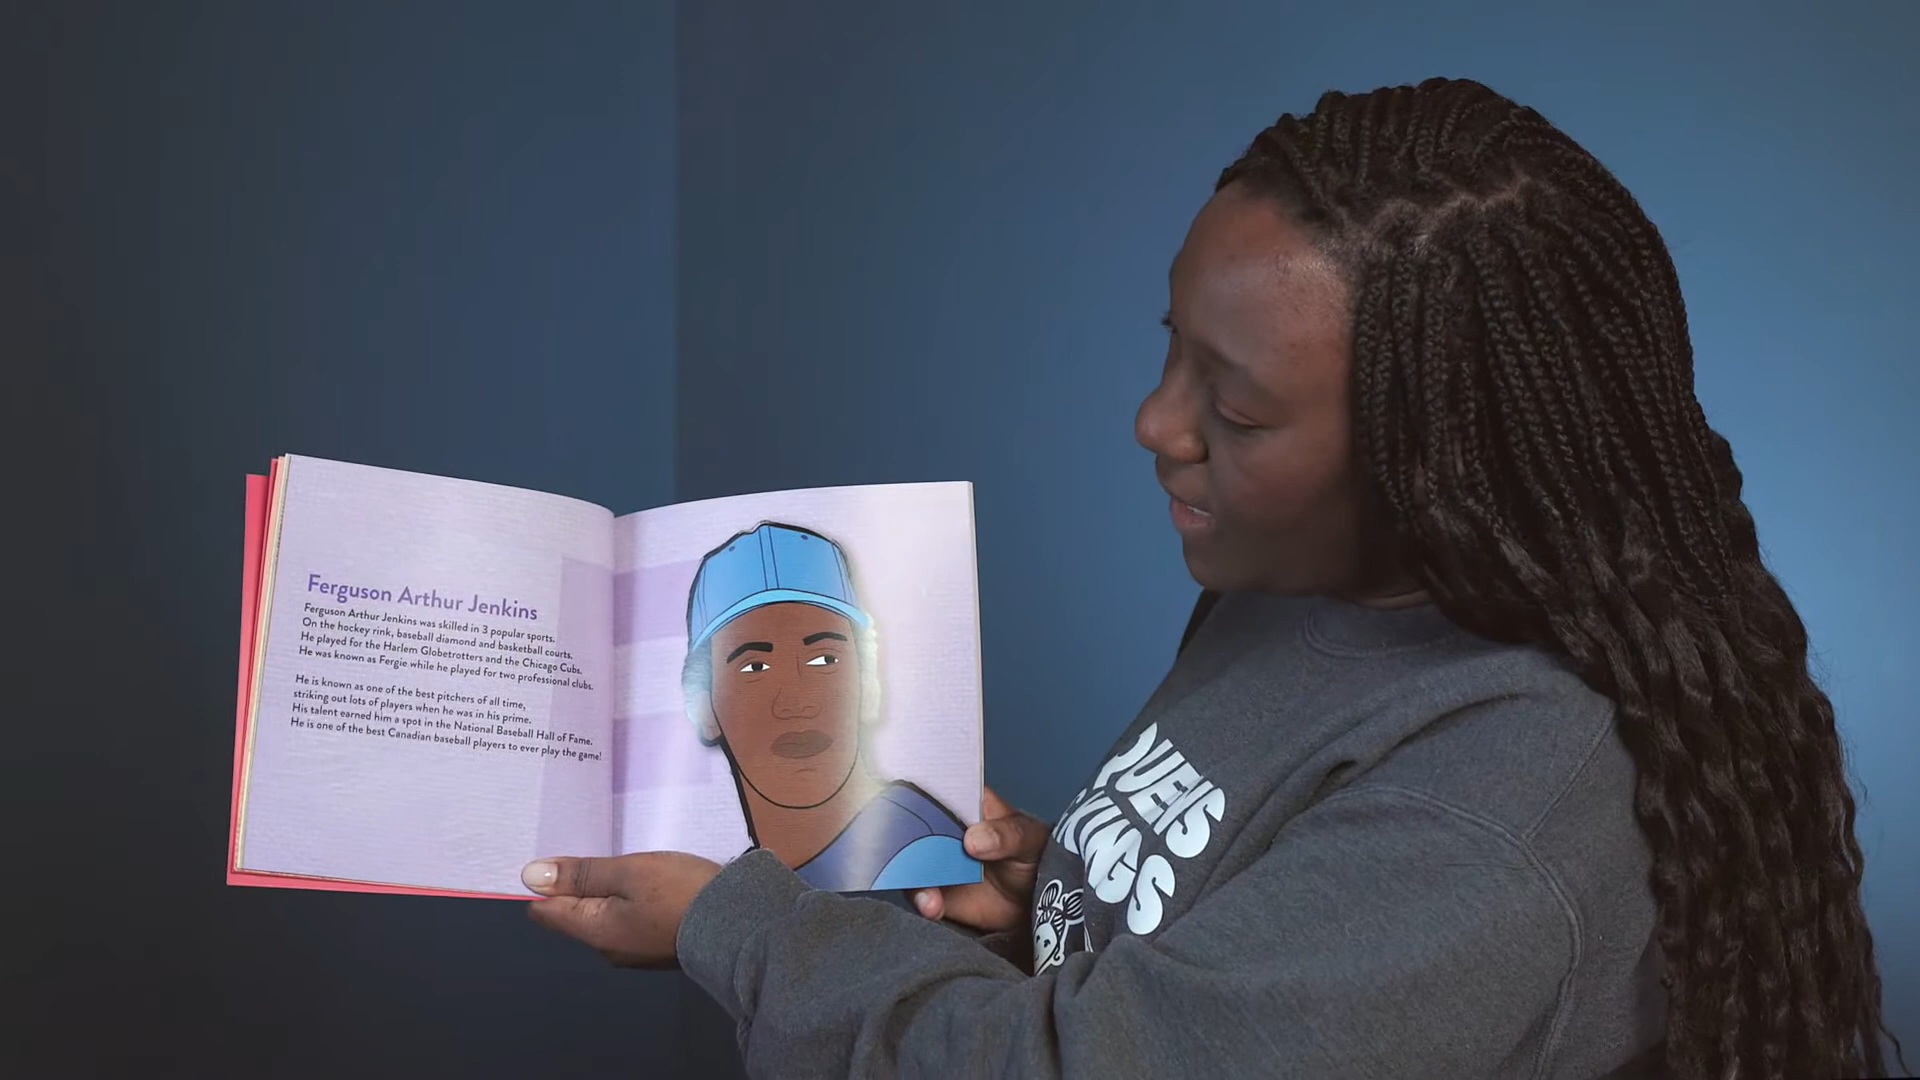 Ferguson Arthur Jenkins
Ferguson Arthur Jenkins was skilled in 3 popular sports.
On the hockey rink, baseball diamond and basketball courts.
He played for the Harlem Globetrotters and the Chicago Cubs.
He was known as Fergie while he played for two professional clubs.
He is known as one of the best pitchers of all time,
striking out lots of players when he was in his prime.
His talent earned him a spot in the National Baseball Hall of Fame.
He is one of the best Canadian baseball players to ever play the game!
QUEENS
KINGS